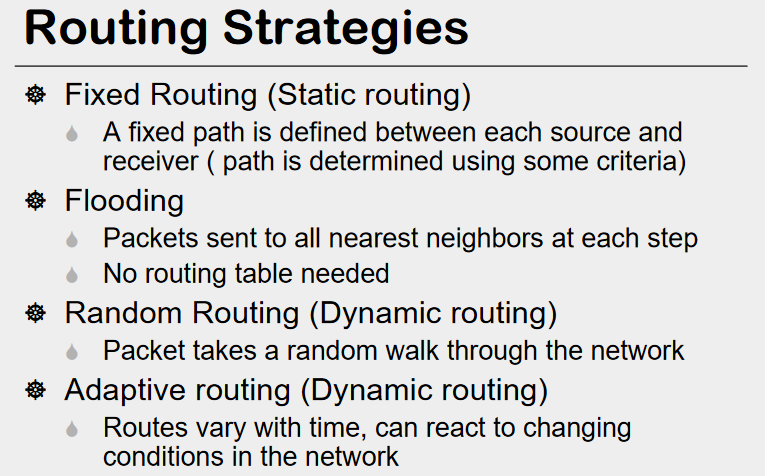 Routing Strategies
Fixed Routing (Static routing)
A fixed path is defined between each source and
receiver ( path is determined using some criteria)
Flooding
Packets sent to all nearest neighbors at each step
No routing table needed
Random Routing (Dynamic routing)
Packet takes a random walk through the network
Adaptive routing (Dynamic routing)
Routes vary with time, can react to changing
conditions in the network